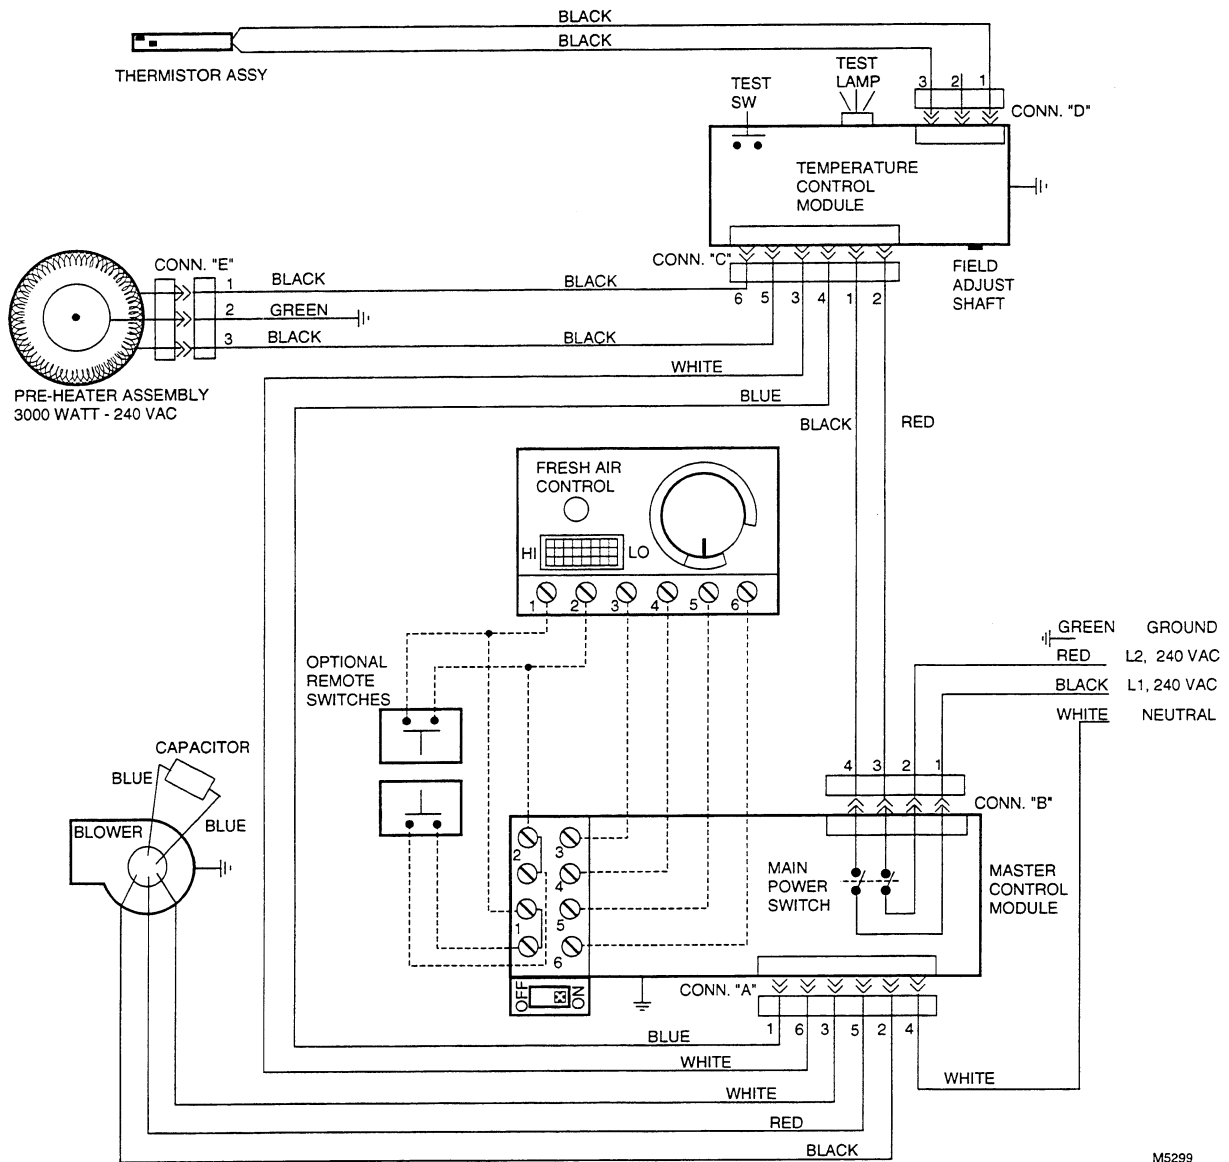 BLACK
BLACK
THERMISTOR ASSY
TEST
SW
TEST
LAMP
3 2 1
CONN. "D"
TEMPERATURE
CONTROL
MODULE
CONN. "C"
6 5 3 4 1 2
FIELD
ADJUST
SHAFT
CONN. "E"
1
BLACK
BLACK
2
GREEN
3
BLACK
BLACK
PRE-HEATER ASSEMBLY
3000 WATT - 240 VAC
WHITE
BLUE
BLACK
RED
FRESH AIR
CONTROL
HI
LO
1 2 3 4 5 6
OPTIONAL
REMOTE
SWITCHES
GREEN GROUND
RED L2, 240 VAC
BLACK L1, 240 VAC
WHITE NEUTRAL
CAPACITOR
BLUE
BLUE
BLOWER
4 3 2 1
CONN. "B"
2 3
4
1 5
6
MAIN
POWER
SWITCH
MASTER
CONTROL
MODULE
OFF
ON
CONN. "A"
1 6 3 5 2 4
BLUE
WHITE
WHITE
WHITE
RED
BLACK
M5299